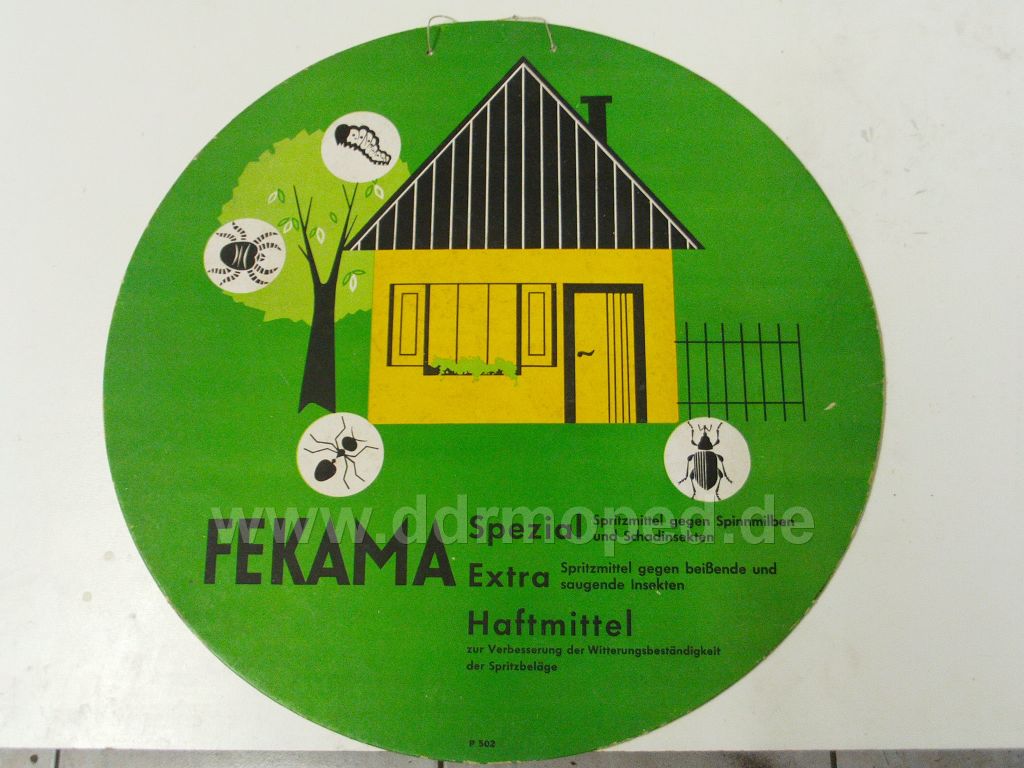 www.ddrmopad.de
FEKAMA
Spezial Spritzmittel gegen Spinnmilben
und Schadinsekten
Extra Spritzmittel gegen beißende und
saugende Insekten
Haftmittel
zur Verbesserung der Witterungsbeständigkeit
der Spritzbeläge
P 502